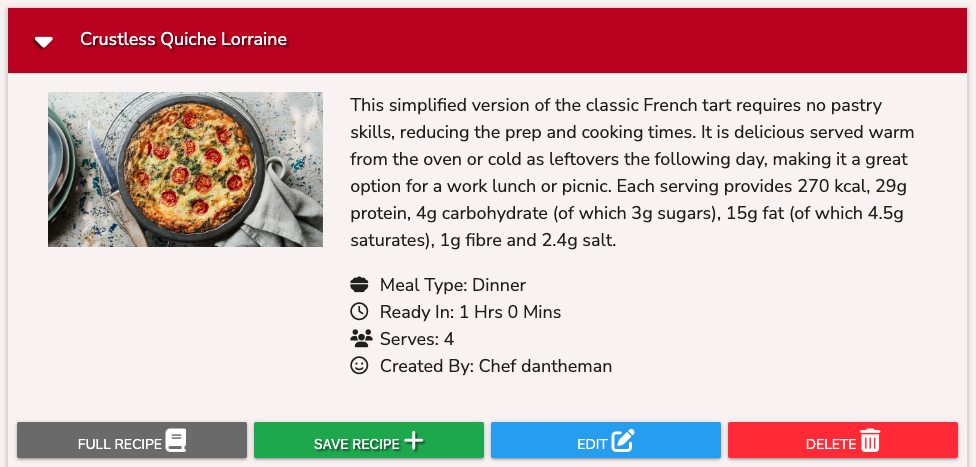 Crustless Quiche Lorraine
This simplified version of the classic French tart requires no pastry
skills, reducing the prep and cooking times. It is delicious served warm
from the oven or cold as leftovers the following day, making it a great
option for a work lunch or picnic. Each serving provides 270 kcal, 29g
protein, 4g carbohydrate (of which 3g sugars), 15g fat (of which 4.5g
saturates), 1g fibre and 2.4g salt.
Meal Type: Dinner
Ready In: 1 Hrs 0 Mins
Serves: 4
Created By: Chef dantheman
FULL RECIPE SAVE RECIPE EDIT DELETE